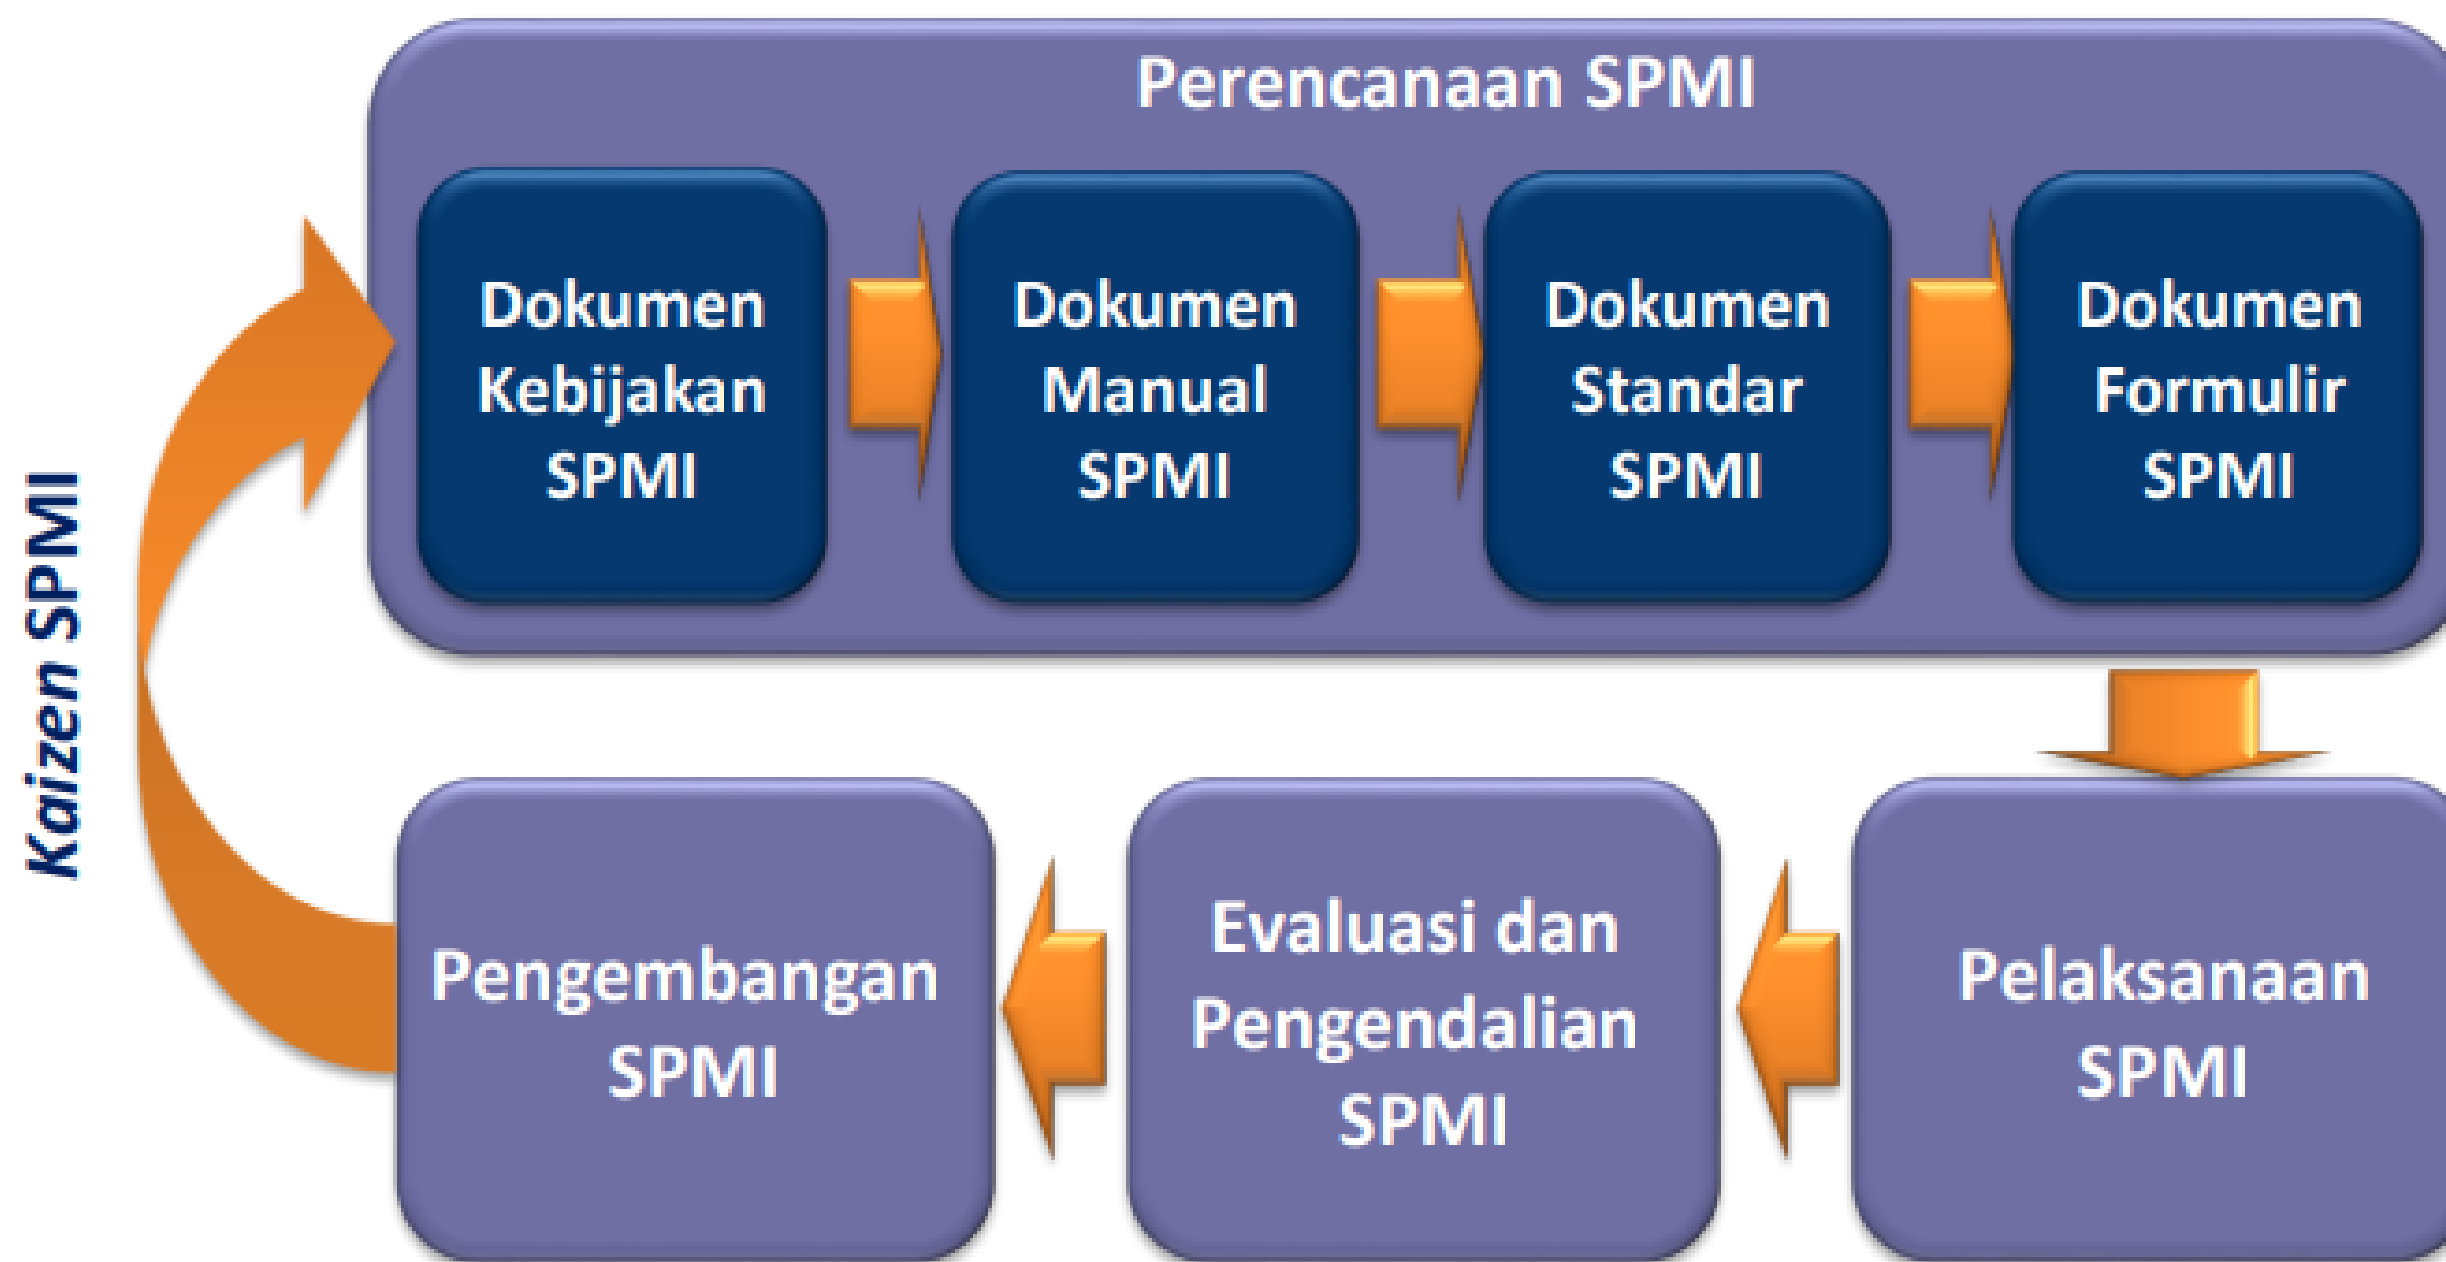 Perencanaan SPMI
Dokumen
Kebijakan
SPMI
Dokumen
Manual
SPMI
Dokumen
Standar
SPMI
Dokumen
Formulir
SPMI
Kaizen SPMI
Pengembangan
SPMI
Evaluasi dan
Pengendalian
SPMI
Pelaksanaan
SPMI